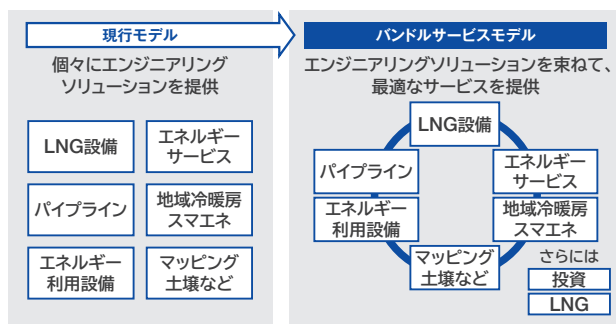 現行モデル
個々にエンジニアリング
ソリューションを提供
LNG設備
エネルギー
サービス
パイプライン
地域冷暖房
スマエネ
エネルギー
利用設備
マッピング
土壌など
バンドルサービスモデル
エンジニアリングソリューションを束ねて、
最適なサービスを提供
LNG設備
パイプライン
エネルギー
サービス
エネルギー
利用設備
地域冷暖房
スマエネ
マッピング
土壌など
さらには
投資
LNG